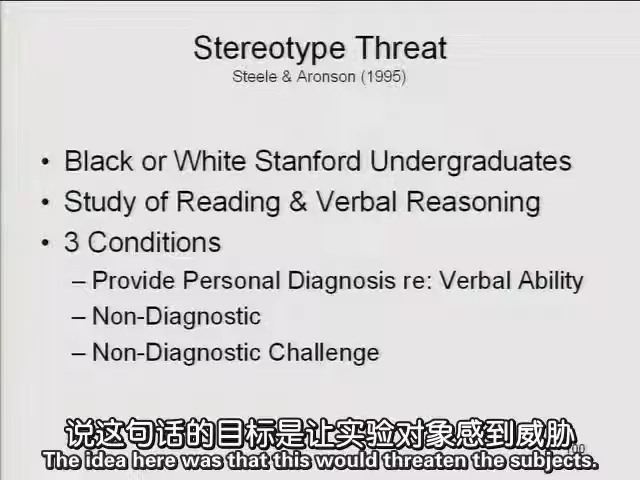 Stereotype Threat
Steele & Aronson (1995)
• Black or White Stanford Undergraduates
• Study of Reading & Verbal Reasoning
• 3 Conditions
– Provide Personal Diagnosis re: Verbal Ability
– Non-Diagnostic
– Non-Diagnostic Challenge
说这句话的目标是让实验对象感到威胁
The idea here was that this would threaten the subjects.